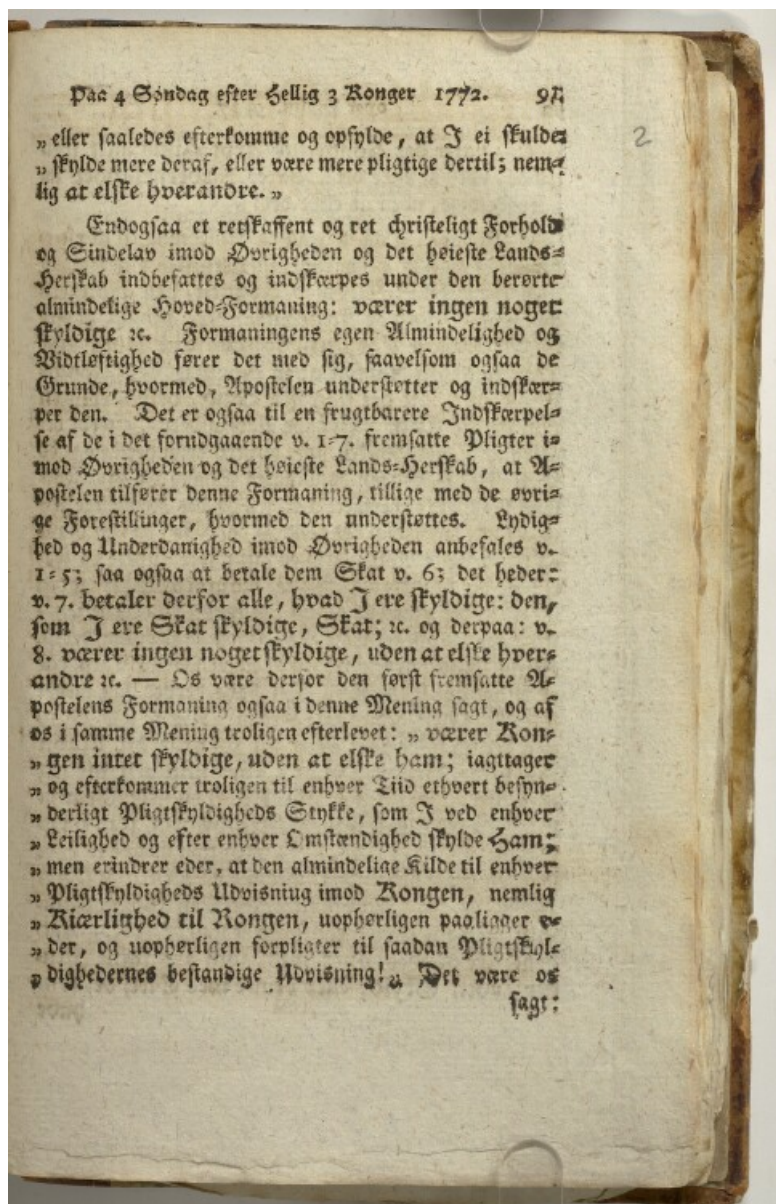 Paa 4 Søndag efter Hellig 3 Konger 1772. 91
2
„ eller saaledes efterkomme og opfylde, at I ei skulde
„ skylde mere deraf, eller være mere pligtige dertil; nem-
lig at elske hverandre. „
Endogsaa et retskaffent og ret christeligt Forhold
og Sindelav imod Øvrigheden og det høieste Lands-
Herskab indbefattes og indskærpes under den berørte
almindelige Hoved-Formaning: værer ingen noget
skyldige ꝛc. Formaningens egen Almindelighed og
Vidtløftighed fører det med sig, saavelsom ogsaa de
Grunde, hvormed, Apostelen understøtter og indskær-
per den. Det er ogsaa til en frugtbarere Indskærpel-
se af de i det forudgaaende v. 1-7. fremsatte Pligter i-
mod Øvrigheden og det høieste Lands-Herskab, at A-
postelen tilfører denne Formaning, tillige med de øvri-
ge Forestillinger, hvormed den understøttes. Lydig-
hed og Underdanighed imod Øvrigheden anbefales v.
1-5; saa ogsaa at betale dem Skat v. 6; det heder:
v. 7. betaler derfor alle, hvad I ere skyldige: den,
som I ere Skat skyldige, Skat; ꝛc. og derpaa: v.
8. værer ingen noget skyldige, uden at elske hver-
andre ꝛc. — Os være derfor den først fremsatte A-
postelens Formaning ogsaa i denne Mening sagt, og af
os i samme Mening troligen efterlevet: „ værer Kon-
„ gen intet skyldige, uden at elske ham; iagttager
„ og efterkommer troligen til enhver Tiid ethvert besyn-
„ derligt Pligtskyldigheds Stykke, som I ved enhver
„ Leilighed og efter enhver Omstændighed skylde Ham;
„ men erindrer eder, at den almindelige Kilde til enhver
„ Pligtskyldigheds Udvisniug imod Kongen, nemlig
„ Kiærlighed til Kongen, uophørligen paaligger e-
„ der, og uophørligen forpligter til saadan Pligtskyl-
„ dighedernes bestandige Udvisning! „ Det være os
sagt: